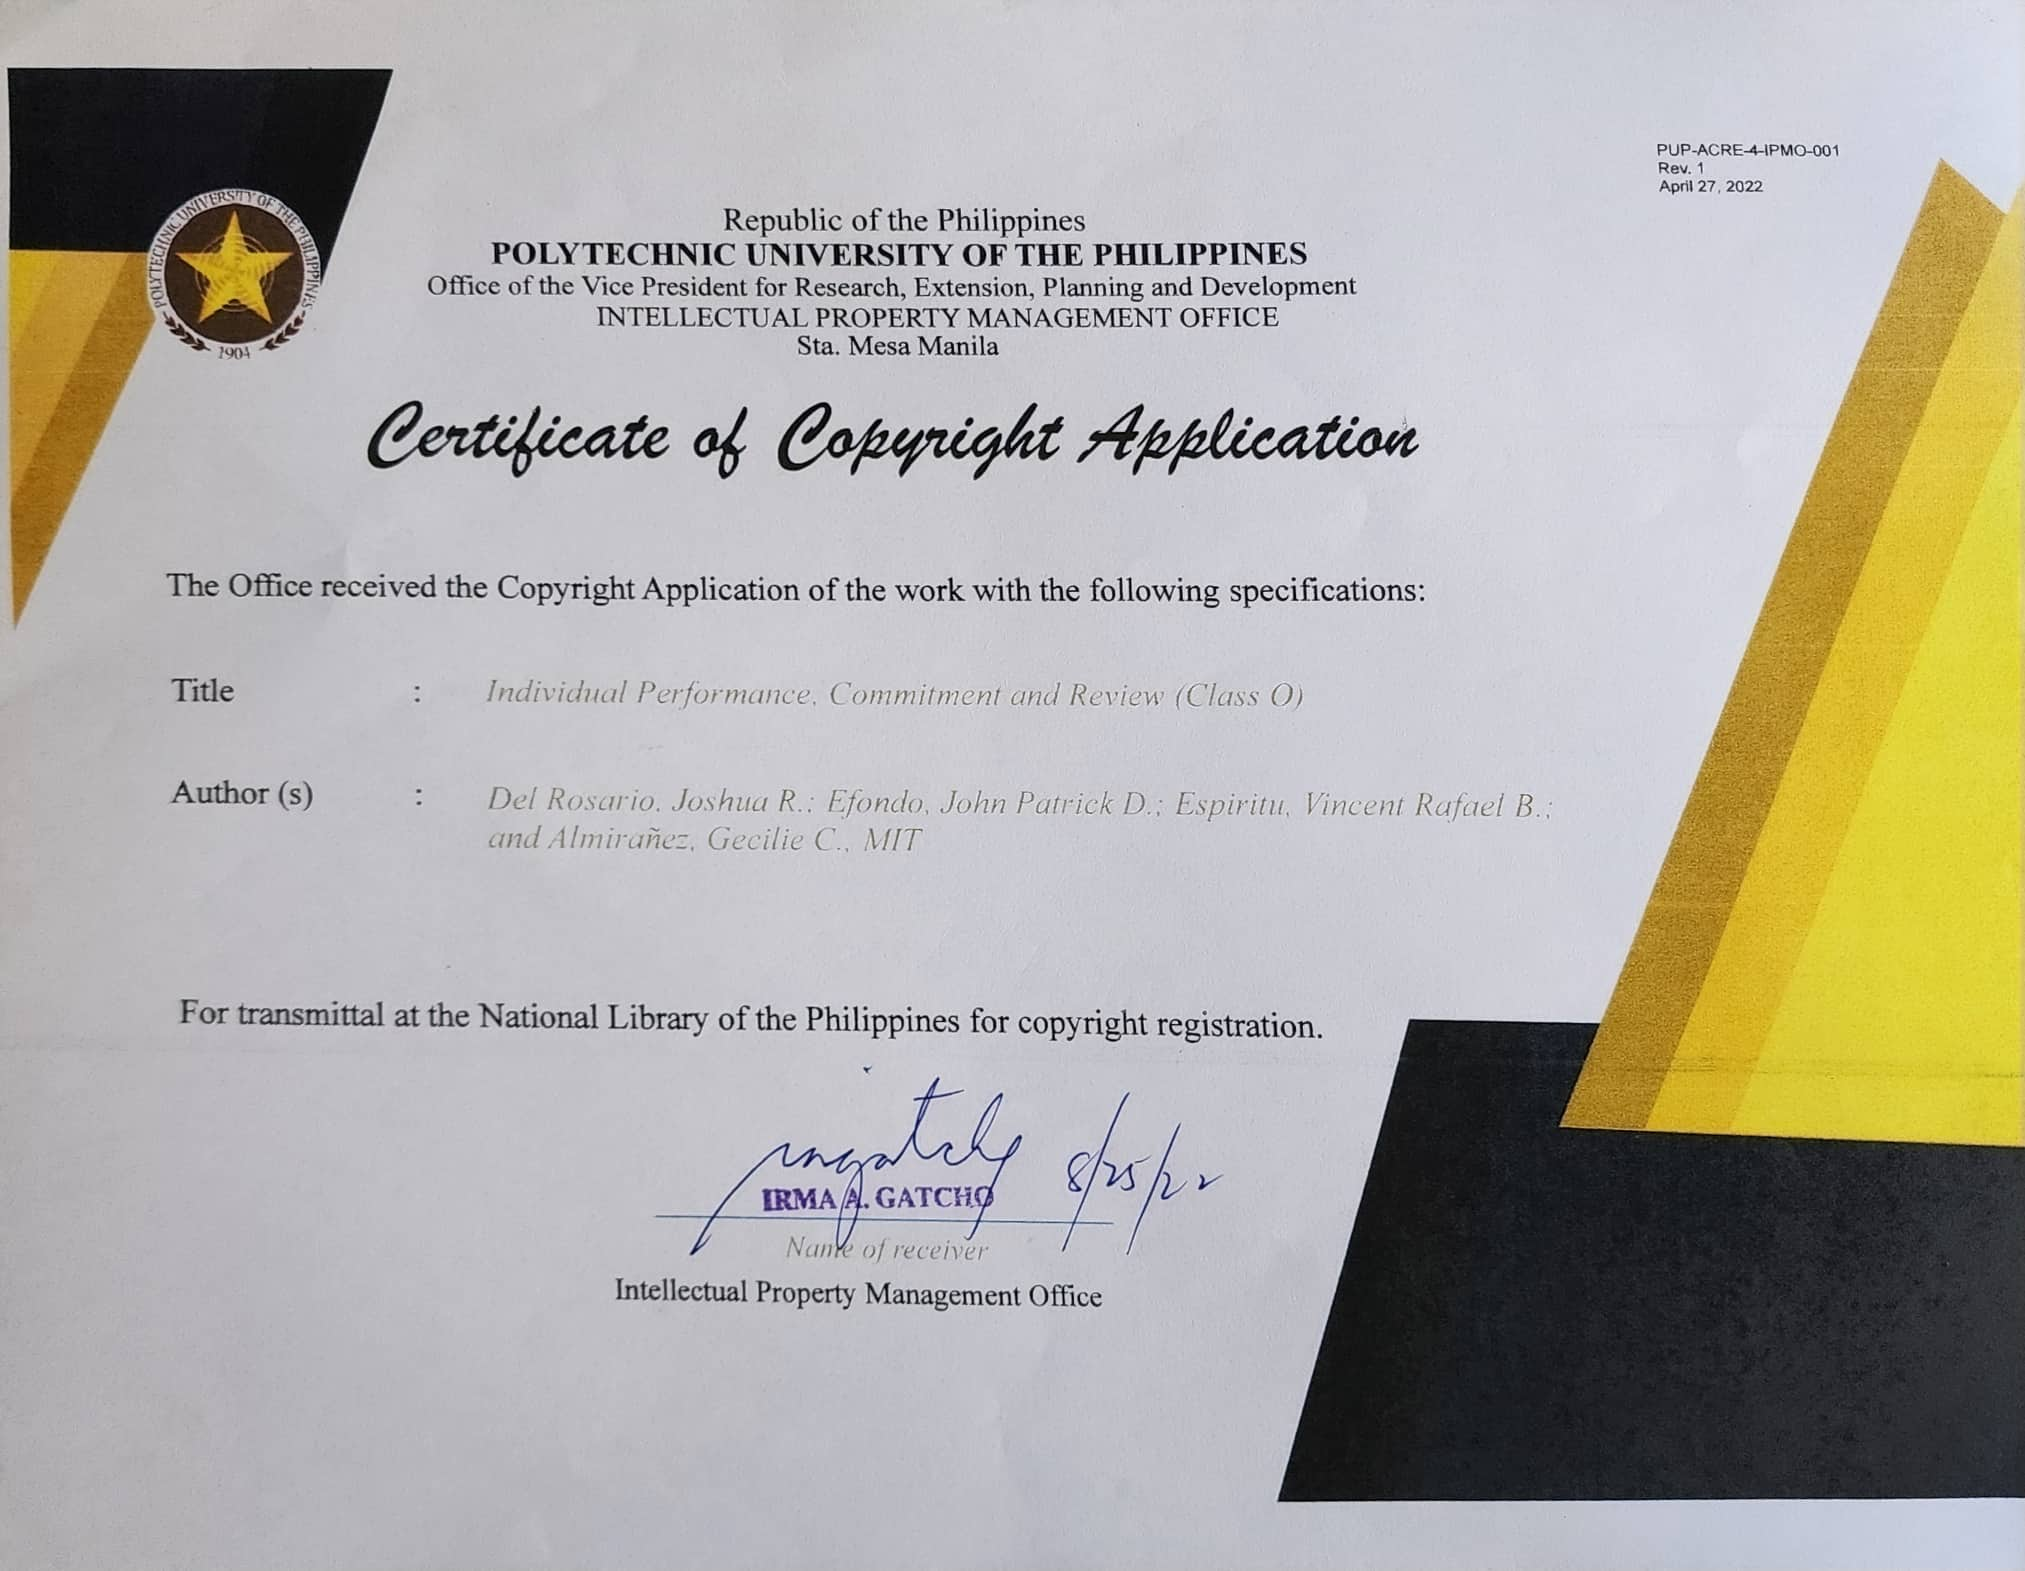 PUP-ACRE-4-IPMO-001
Rev. 1
April 27, 2022
POLYTECHNIC UNIVERSITY OF THE PHILIPPINES
1904
Republic of the Philippines
POLYTECHNIC UNIVERSITY OF THE PHILIPPINES
Office of the Vice President for Research, Extension, Planning and Development
INTELLECTUAL PROPERTY MANAGEMENT OFFICE
Sta. Mesa Manila
Certificate of Copyright Application
The Office received the Copyright Application of the work with the following specifications:
Title : Individual Performance, Commitment and Review (Class O)
Author (s) : Del Rosario, Joshua R.; Efondo, John Patrick D.; Espiritu, Vincent Rafael B.;
and Almirañez, Gecilie C., MIT
For transmittal at the National Library of the Philippines for copyright registration.
8/25/22
IRMA A. GATCHO
Name of receiver
Intellectual Property Management Office